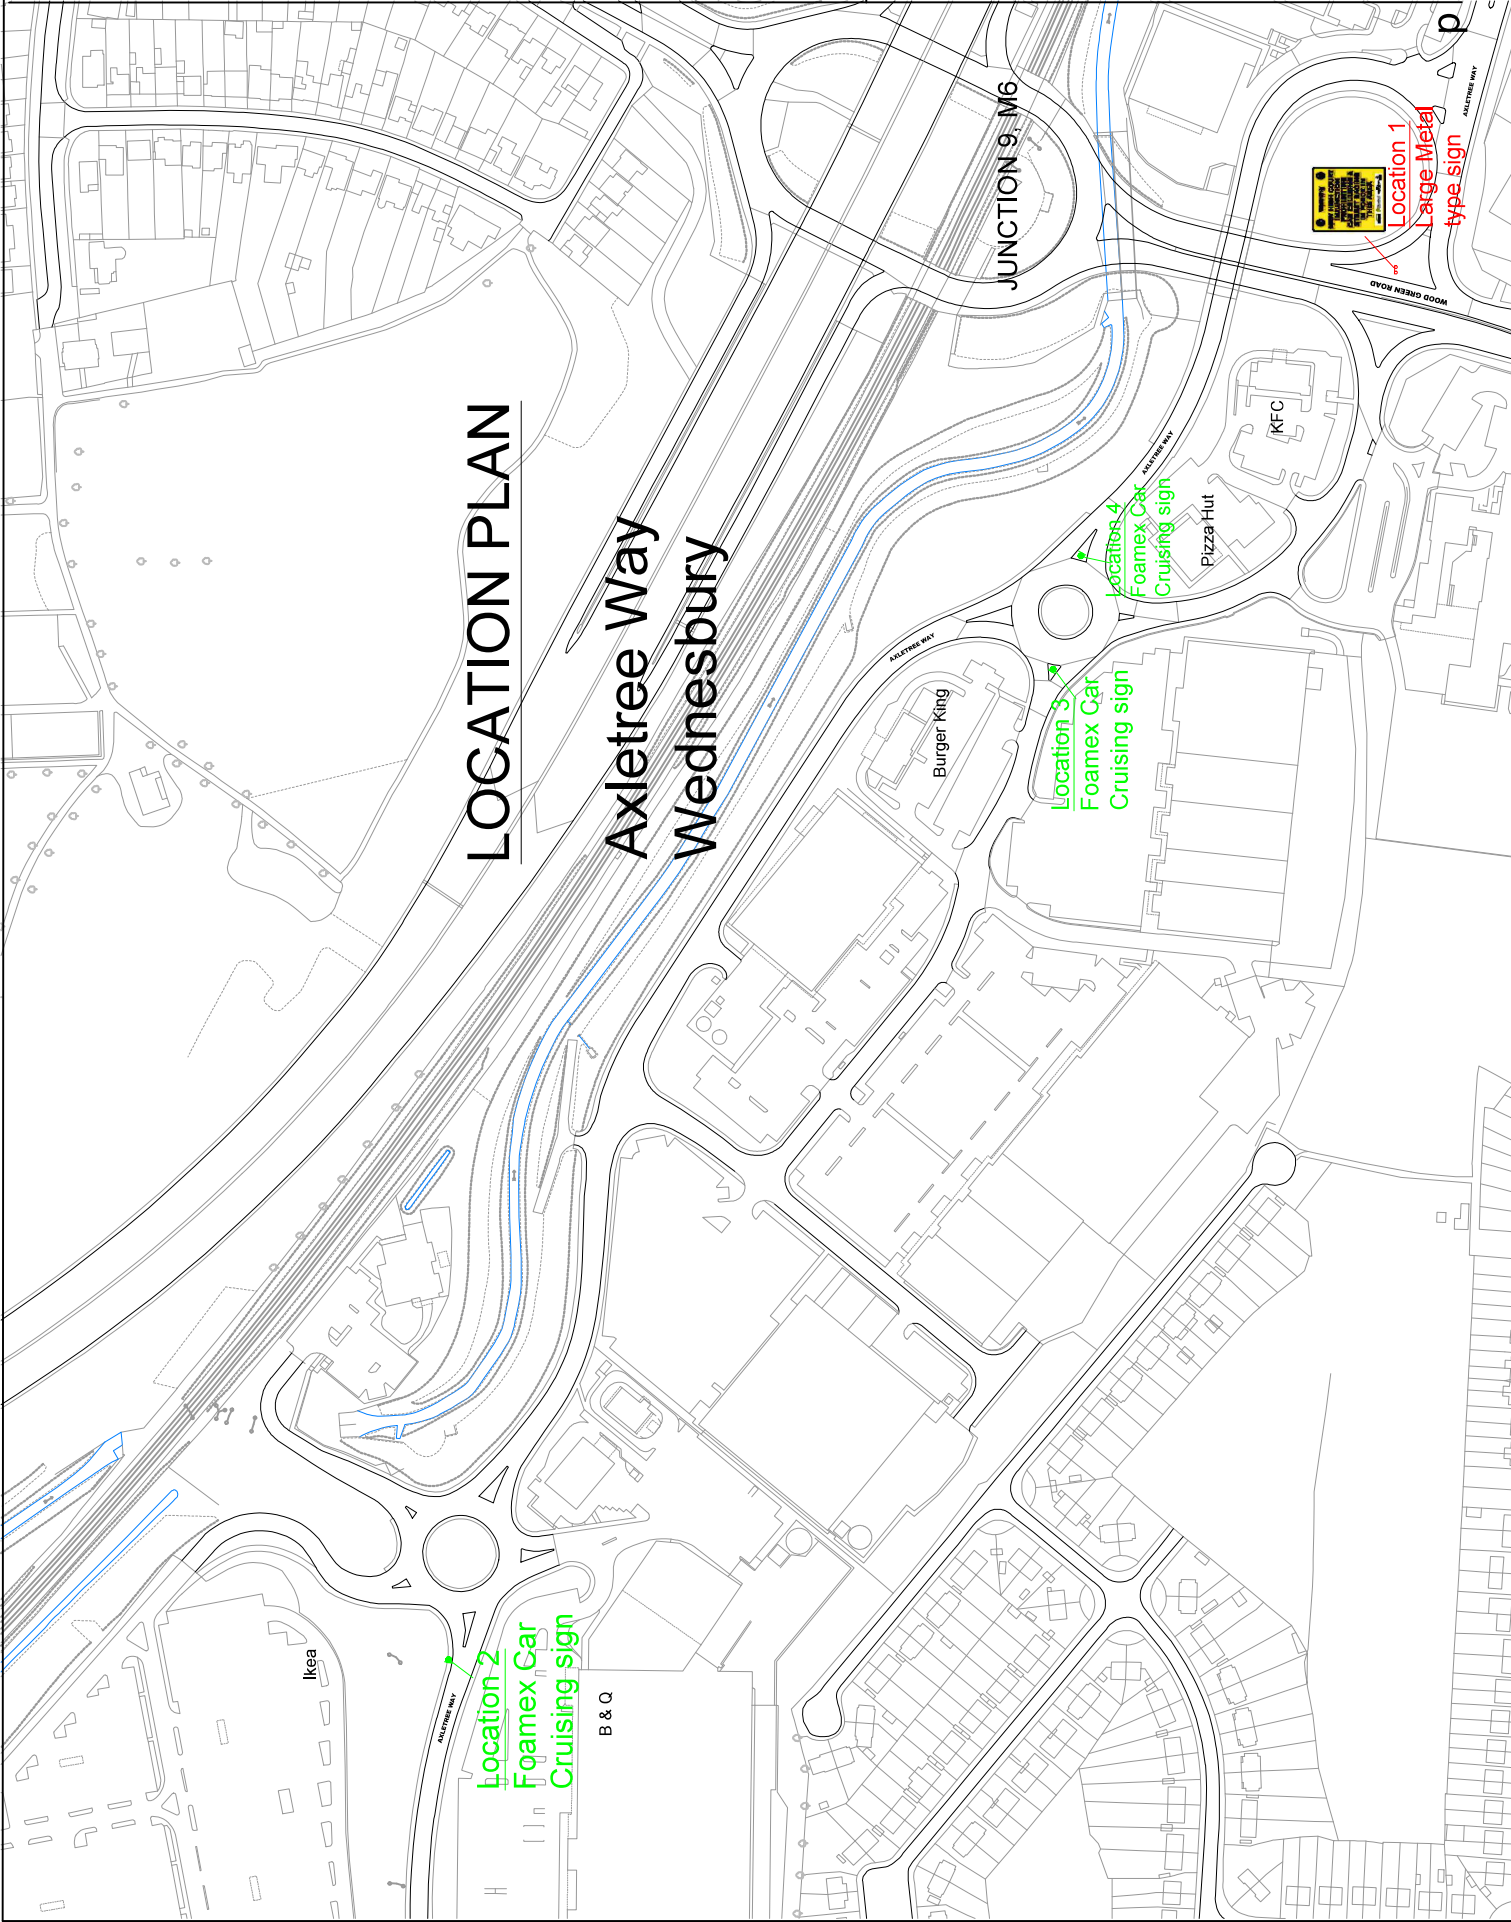 LOCATION PLAN
Axletree Way
Wednesbury
JUNCTION 9, M6
p
AXLETREE WAY
Location 1
Large Metal
type sign
WOOD GREEN ROAD
KFC
AXLETREE WAY
Pizza Hut
Location 4
Foamex Car
Cruising sign
AXLETREE WAY
Burger King
Location 3
Foamex Car
Cruising sign
Ikea
AXLETREE WAY
Location 2
Foamex Car
Cruising sign
B & Q